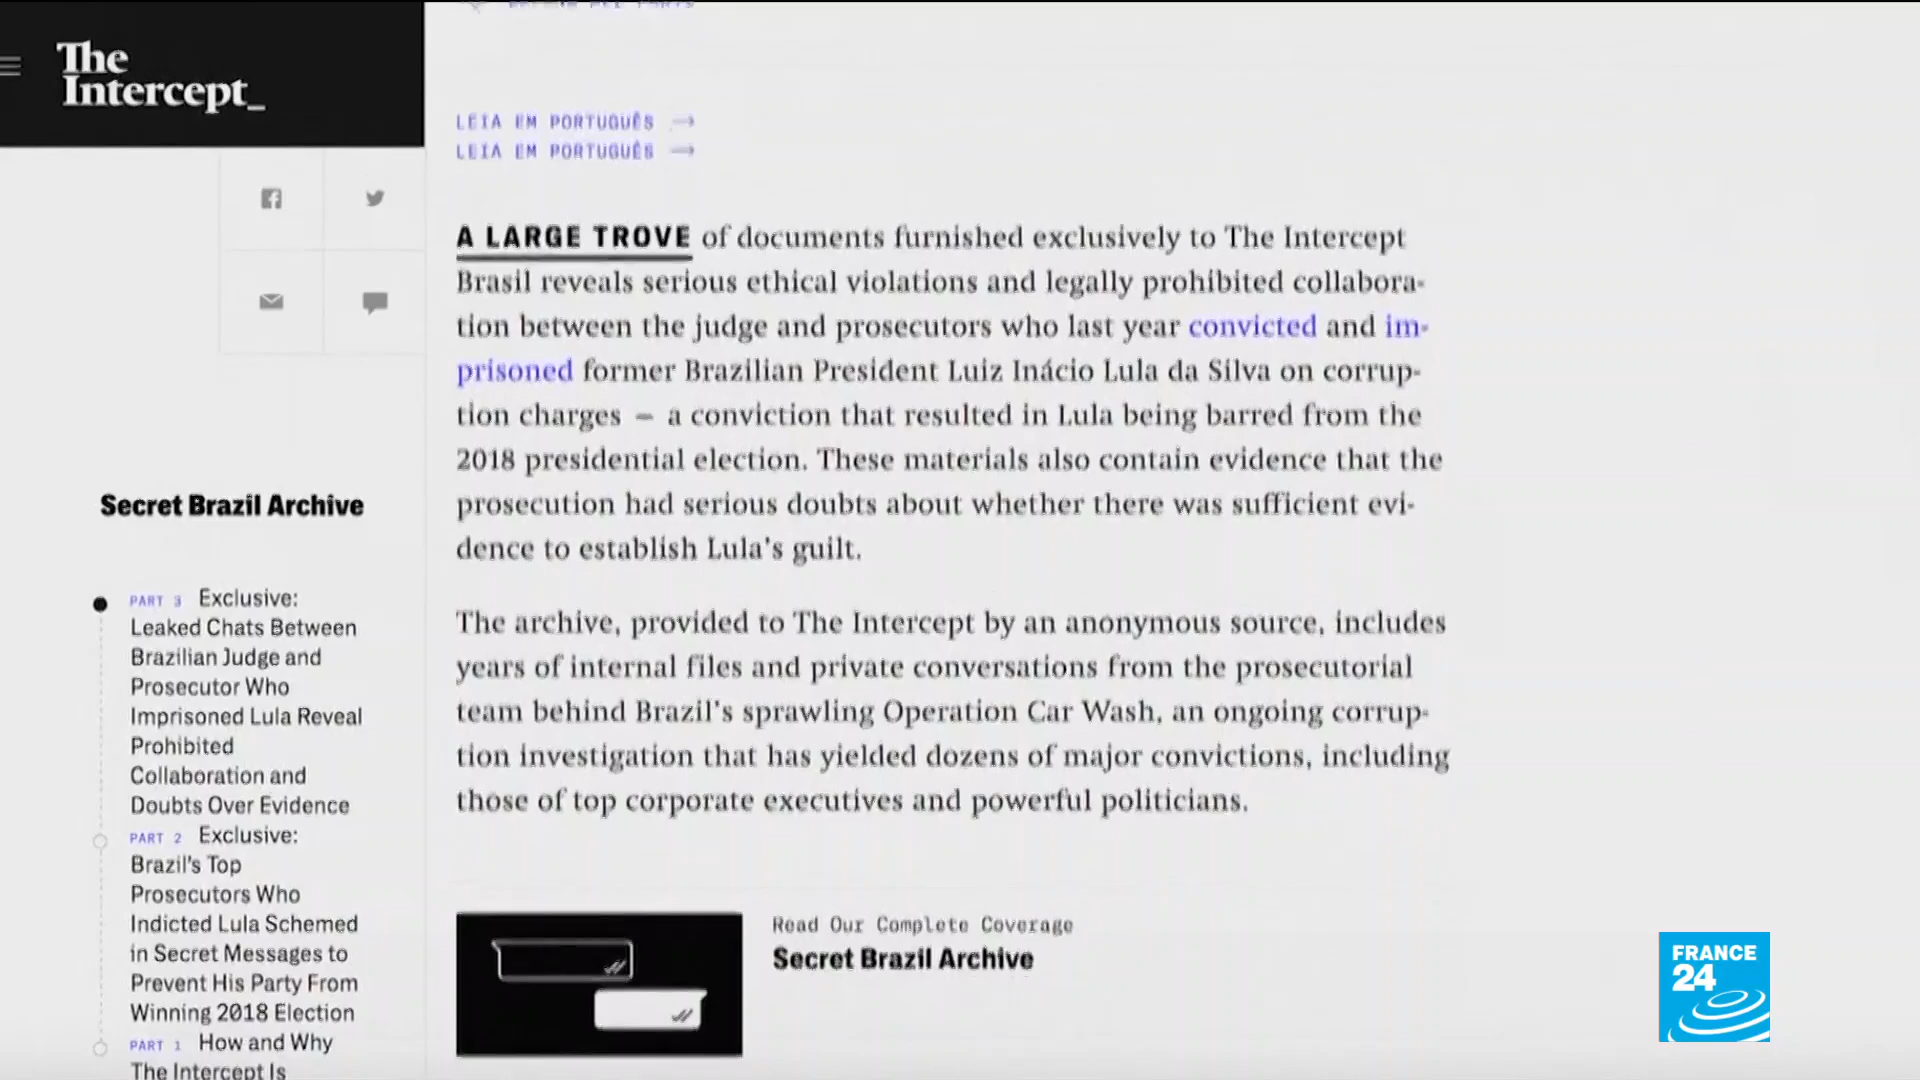 The
Intercept_
LEIA EM PORTUGUÊS →
LEIA EM PORTUGUÊS →
A LARGE TROVE of documents furnished exclusively to The Intercept
Brasil reveals serious ethical violations and legally prohibited collabora-
tion between the judge and prosecutors who last year convicted and im-
prisoned former Brazilian President Luiz Inácio Lula da Silva on corrup-
tion charges — a conviction that resulted in Lula being barred from the
2018 presidential election. These materials also contain evidence that the
prosecution had serious doubts about whether there was sufficient evi-
dence to establish Lula's guilt.
The archive, provided to The Intercept by an anonymous source, includes
years of internal files and private conversations from the prosecutorial
team behind Brazil's sprawling Operation Car Wash, an ongoing corrup-
tion investigation that has yielded dozens of major convictions, including
those of top corporate executives and powerful politicians.
Read Our Complete Coverage
Secret Brazil Archive
Secret Brazil Archive
PART 3 Exclusive:
Leaked Chats Between
Brazilian Judge and
Prosecutor Who
Imprisoned Lula Reveal
Prohibited
Collaboration and
Doubts Over Evidence
PART 2 Exclusive:
Brazil's Top
Prosecutors Who
Indicted Lula Schemed
in Secret Messages to
Prevent His Party From
Winning 2018 Election
PART 1 How and Why
The Intercept Is
FRANCE
24